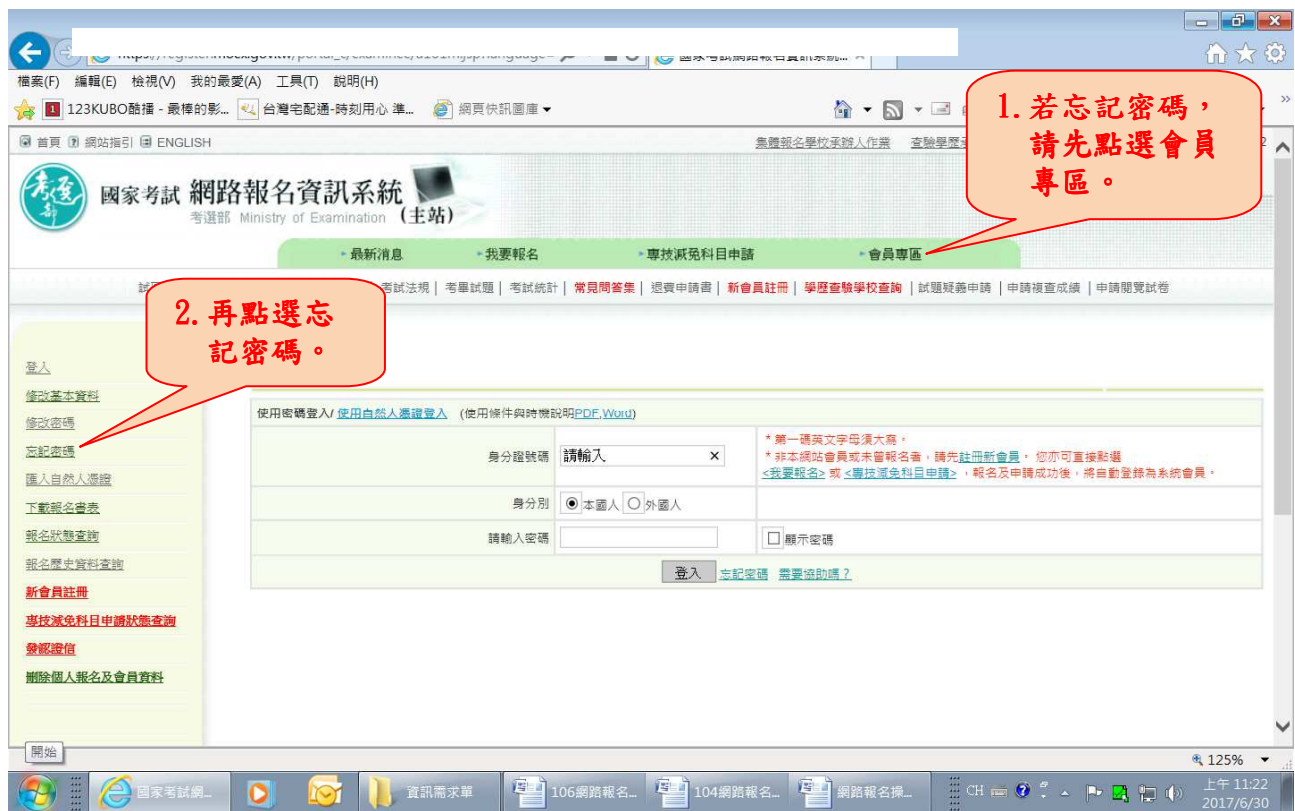 檔案(F) 編輯(E) 檢視(V) 我的最愛(A) 工具(T) 說明(H)
123KUBO酷播 - 最棒的影... 台灣宅配通-時刻用心 準... 網頁快訊圖庫
首頁 網站指引 ENGLISH
集體報名學校承辦人作業
1.若忘記密碼，
請先點選會員
專區。
國家考試 網路報名資訊系統
考選部 Ministry of Examination (主站)
最新消息 我要報名 專技減免科目申請 會員專區
考試法規 | 考畢試題 | 考試統計 | 常見問答集 | 退費申請書 | 新會員註冊 | 學歷查驗學校查詢 | 試題疑義申請 | 申請複查成績 | 申請閱覽試卷
2.再點選忘
記密碼。
登入
修改基本資料
修改密碼
忘記密碼
匯入自然人憑證
下載報名書表
報名狀態查詢
報名歷史資料查詢
新會員註冊
專技減免科目申請狀態查詢
發認證信
刪除個人報名及會員資料
使用密碼登入/ 使用自然人憑證登入 (使用條件與時機說明PDF,Word)
身分證號碼 請輸入
*第一碼英文字母須大寫。
*非本網站會員或未曾報名者，請先註冊新會員。您亦可直接點選
<我要報名> 或 <專技減免科目申請>，報名及申請成功後，將自動登錄為系統會員。
身分別 本國人 外國人
請輸入密碼 顯示密碼
登入 忘記密碼 需要協助嗎？
開始
125%
國家考試網... 資訊需求單 106網路報名... 104網路報名... 網路報名操... CH
上午 11:22
2017/6/30